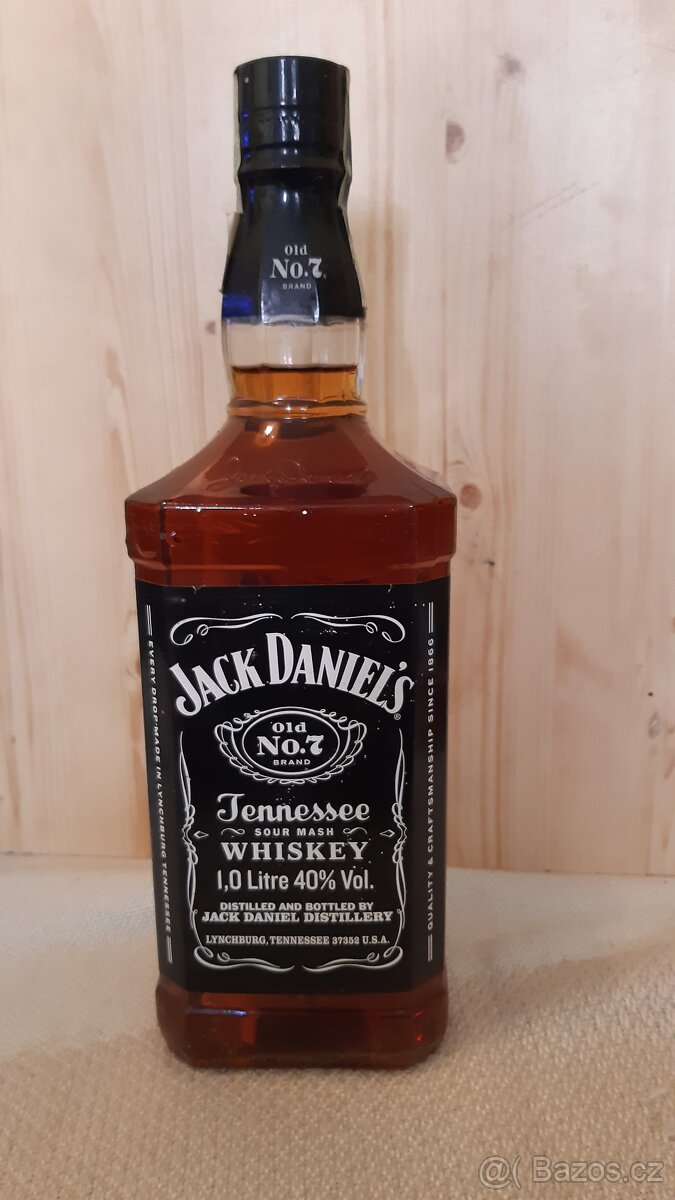 Old
No.7
BRAND
JACK DANIEL'S®
Old
No.7
BRAND
Tennessee
SOUR MASH
WHISKEY
1,0 Litre 40% Vol.
DISTILLED AND BOTTLED BY
JACK DANIEL DISTILLERY
LYNCHBURG, TENNESSEE 37352 U.S.A.
EVERY DROP MADE IN LYNCHBURG, TENNESSEE
QUALITY & CRAFTSMANSHIP SINCE 1866
@( Bazos.cz